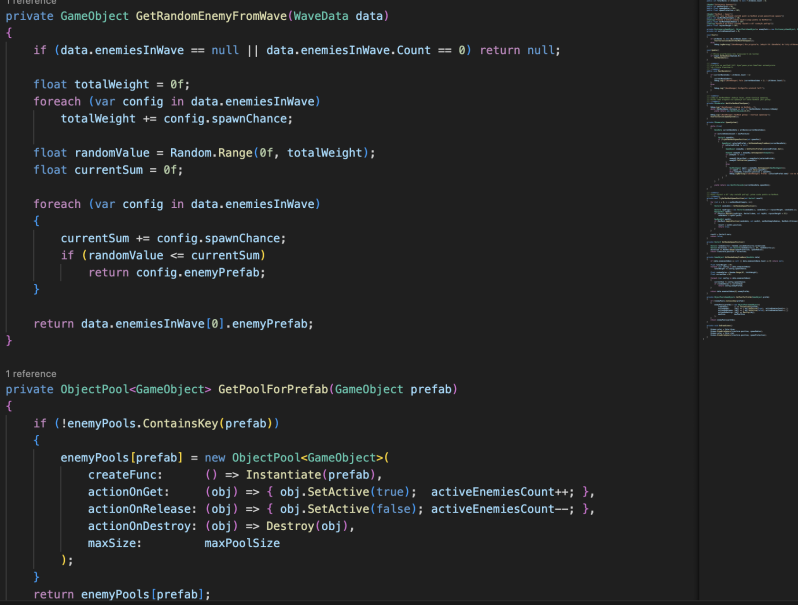 1 reference
private GameObject GetRandomEnemyFromWave(WaveData data)
{
    if (data.enemiesInWave == null || data.enemiesInWave.Count == 0) return null;

    float totalWeight = 0f;
    foreach (var config in data.enemiesInWave)
        totalWeight += config.spawnChance;

    float randomValue = Random.Range(0f, totalWeight);
    float currentSum = 0f;

    foreach (var config in data.enemiesInWave)
    {
        currentSum += config.spawnChance;
        if (randomValue <= currentSum)
            return config.enemyPrefab;
    }

    return data.enemiesInWave[0].enemyPrefab;
}

1 reference
private ObjectPool<GameObject> GetPoolForPrefab(GameObject prefab)
{
    if (!enemyPools.ContainsKey(prefab))
    {
        enemyPools[prefab] = new ObjectPool<GameObject>(
            createFunc:      () => Instantiate(prefab),
            actionOnGet:     (obj) => { obj.SetActive(true);  activeEnemiesCount++; },
            actionOnRelease: (obj) => { obj.SetActive(false); activeEnemiesCount--; },
            actionOnDestroy: (obj) => Destroy(obj),
            maxSize:         maxPoolSize
        );
    }
    return enemyPools[prefab];